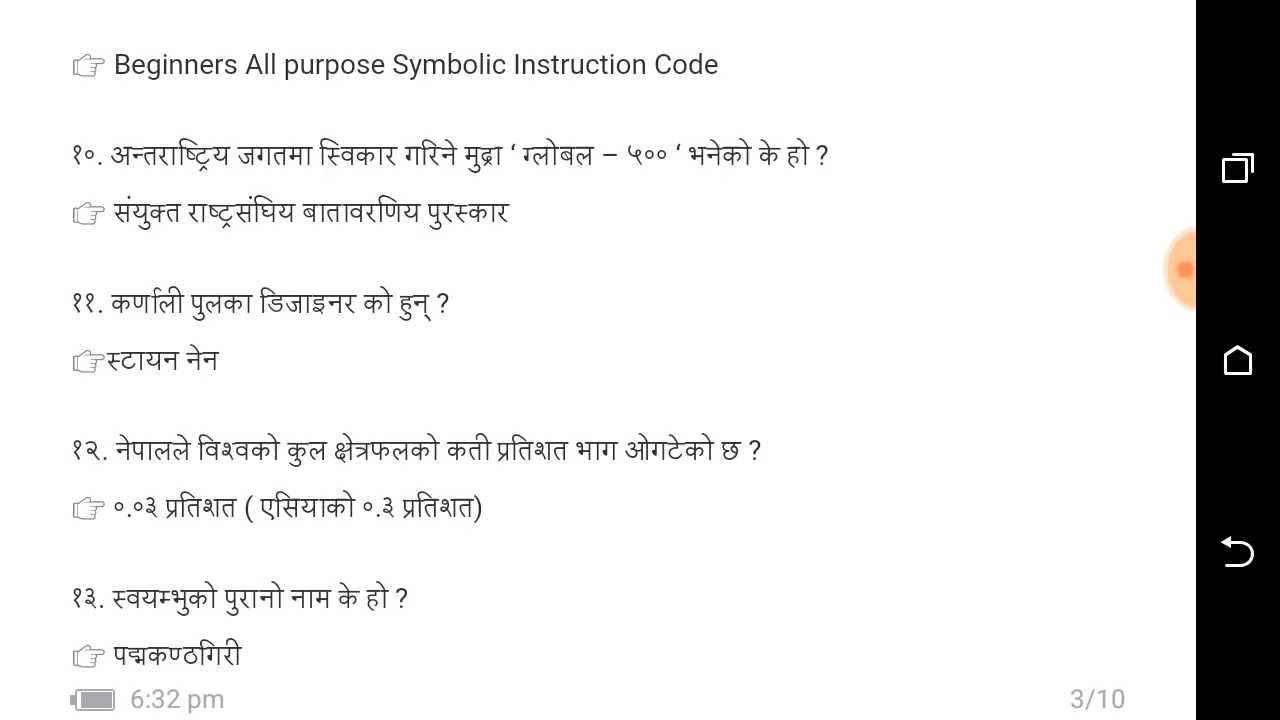 👉 Beginners All purpose Symbolic Instruction Code
१०. अन्तराष्ट्रिय जगतमा स्विकार गरिने मुद्रा ‘ ग्लोबल – ५०० ‘ भनेको के हो ?
👉 संयुक्त राष्ट्रसंघिय बातावरणिय पुरस्कार
११. कर्णाली पुलका डिजाइनर को हुन् ?
👉स्टायन नेन
१२. नेपालले विश्वको कुल क्षेत्रफलको कती प्रतिशत भाग ओगटेको छ ?
👉 ०.०३ प्रतिशत ( एसियाको ०.३ प्रतिशत)
१३. स्वयम्भुको पुरानो नाम के हो ?
👉 पद्मकण्ठगिरी
6:32 pm 3/10